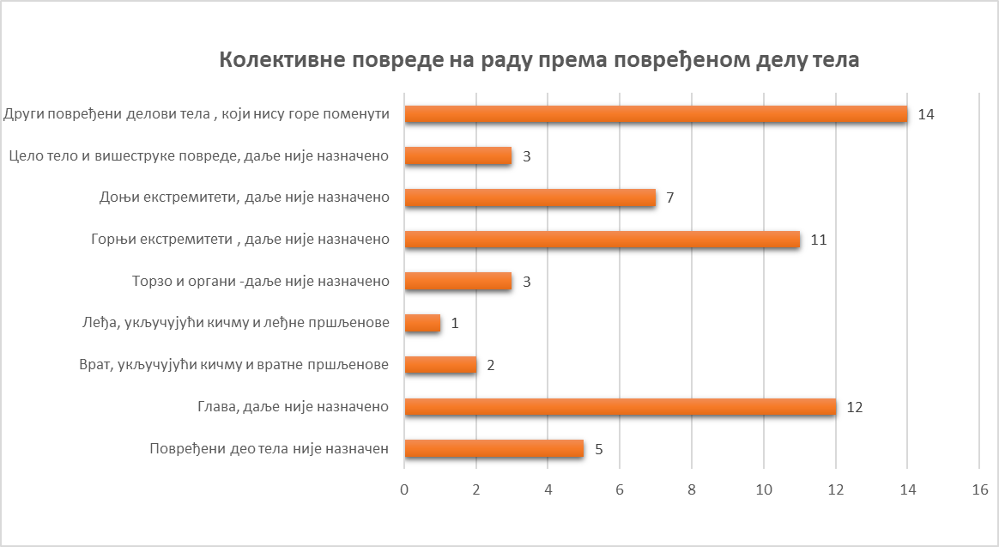 Колективне повреде на раду према повређеном делу тела
Други повређени делови тела , који нису горе поменути
14
Цело тело и вишеструке повреде, даље није назначено
3
Доњи екстремитети, даље није назначено
7
Горњи екстремитети , даље није назначено
11
Торзо и органи -даље није назначено
3
Леђа, укључујући кичму и леђне пршљенове
1
Врат, укључујући кичму и вратне пршљенове
2
Глава, даље није назначено
12
Повређени део тела није назначен
5
0 2 4 6 8 10 12 14 16